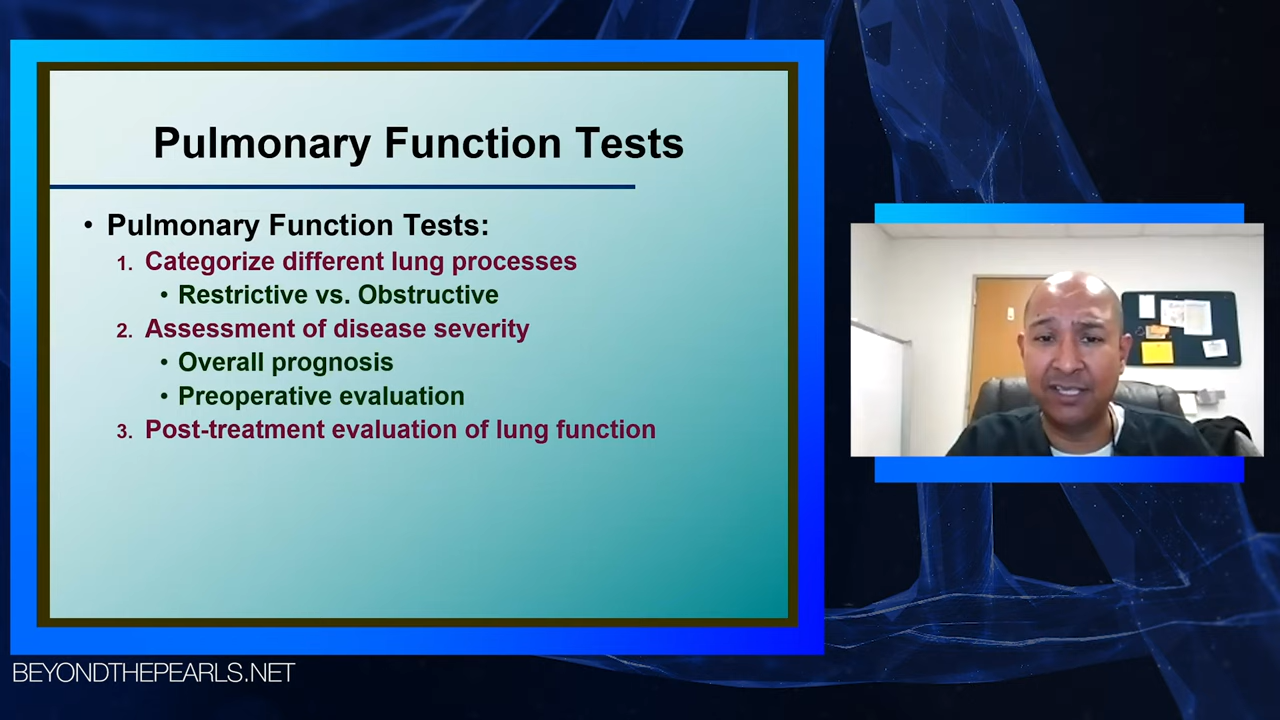 Pulmonary Function Tests
• Pulmonary Function Tests:
1. Categorize different lung processes
• Restrictive vs. Obstructive
2. Assessment of disease severity
• Overall prognosis
• Preoperative evaluation
3. Post-treatment evaluation of lung function
BEYONDTHEPEARLS.NET